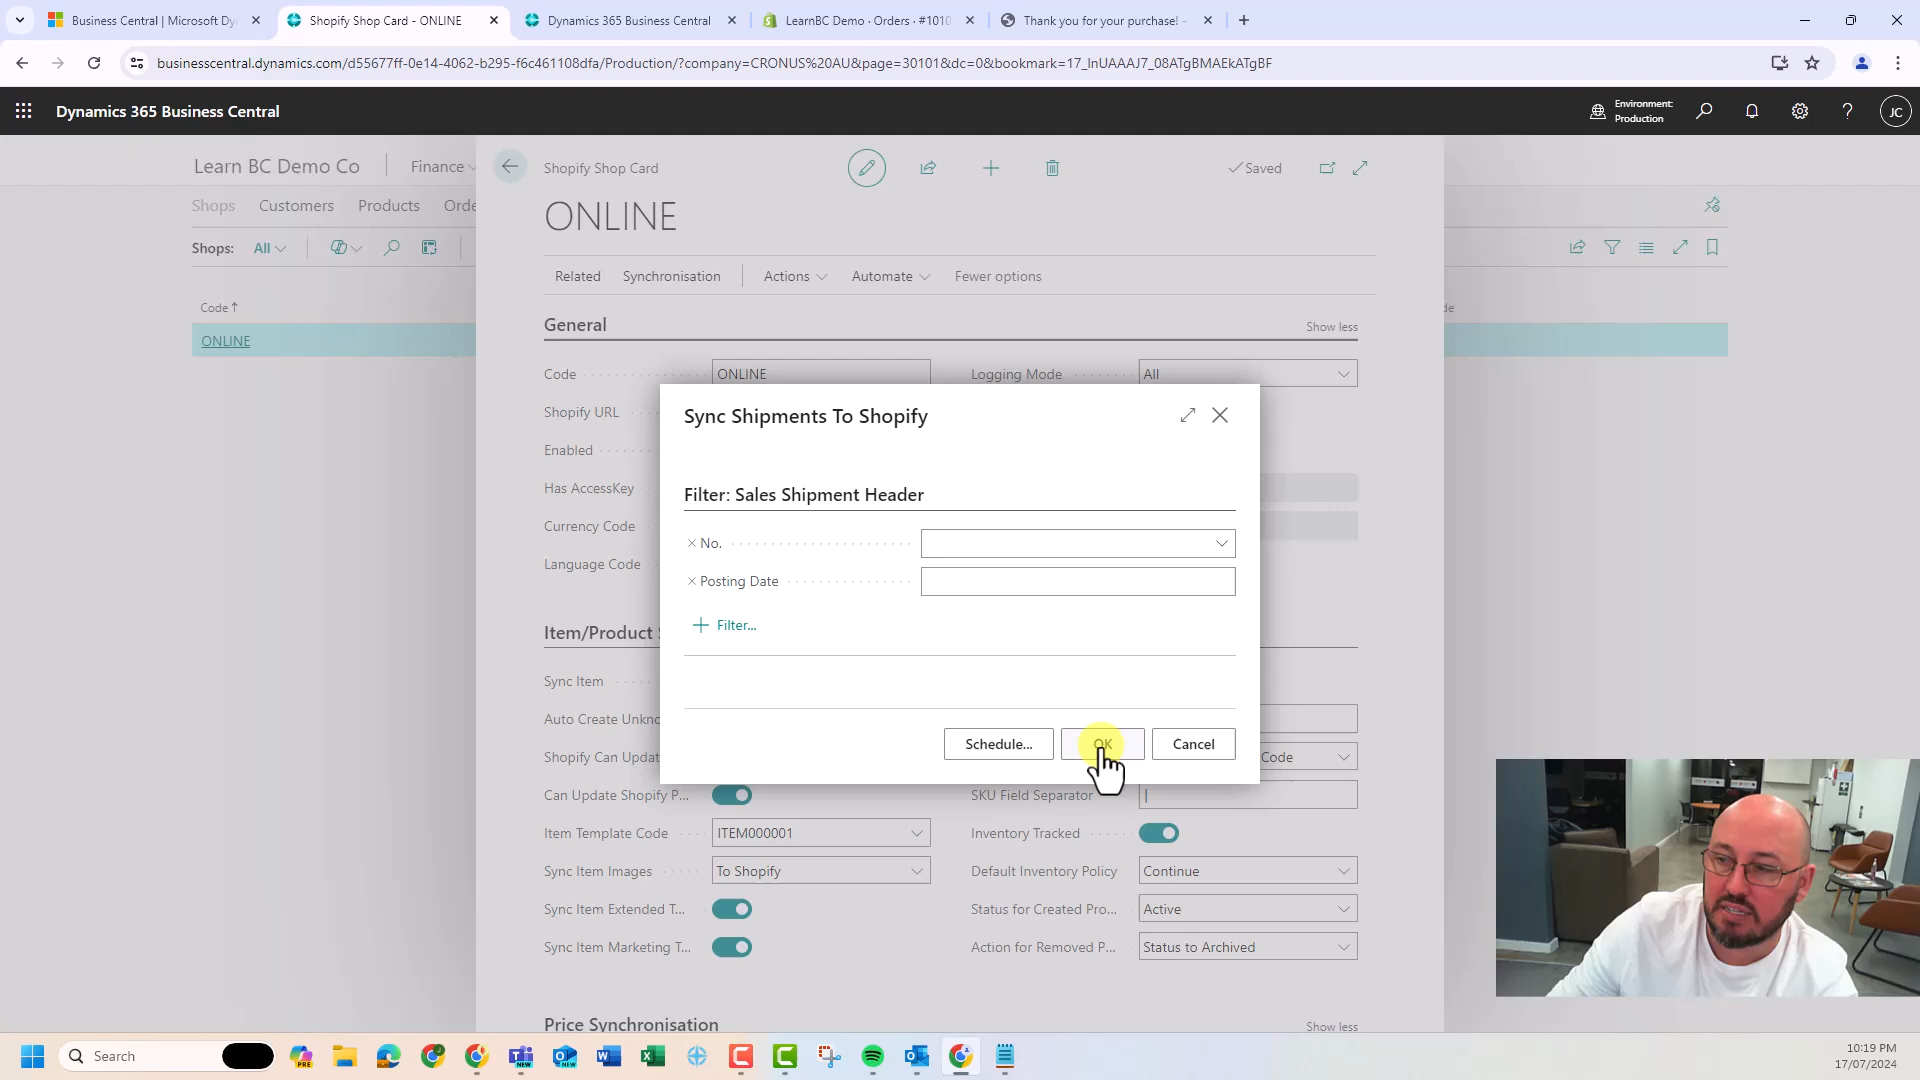 Business Central | Microsoft Dy
Shopify Shop Card - ONLINE
Dynamics 365 Business Central
LearnBC Demo · Orders · #1010
Thank you for your purchase! -
businesscentral.dynamics.com/d55677ff-0e14-4062-b295-f6c461108dfa/Production/?company=CRONUS%20AU&page=30101&dc=0&bookmark=17_InUAAAJ7_08ATgBMAEkATgBF
Dynamics 365 Business Central
Environment:
Production
JC
Learn BC Demo Co
Finance
Shopify Shop Card
Saved
Shops Customers Products Orde
ONLINE
Shops: All
Related Synchronisation Actions Automate Fewer options
Code ↑
ONLINE
General
Show less
Code ONLINE
Logging Mode All
Shopify URL
Enabled
Has AccessKey
Currency Code
Language Code
Sync Shipments To Shopify
Filter: Sales Shipment Header
× No.
× Posting Date
+ Filter...
Schedule...
OK
Cancel
Item/Product S
Sync Item
Auto Create Unkno
Shopify Can Updat
Code
Can Update Shopify P...
SKU Field Separator |
Item Template Code ITEM000001
Inventory Tracked
Sync Item Images To Shopify
Default Inventory Policy Continue
Sync Item Extended T...
Status for Created Pro... Active
Sync Item Marketing T...
Action for Removed P... Status to Archived
Price Synchronisation
Show less
Search
PRE
NEW
NEW
10:19 PM
17/07/2024